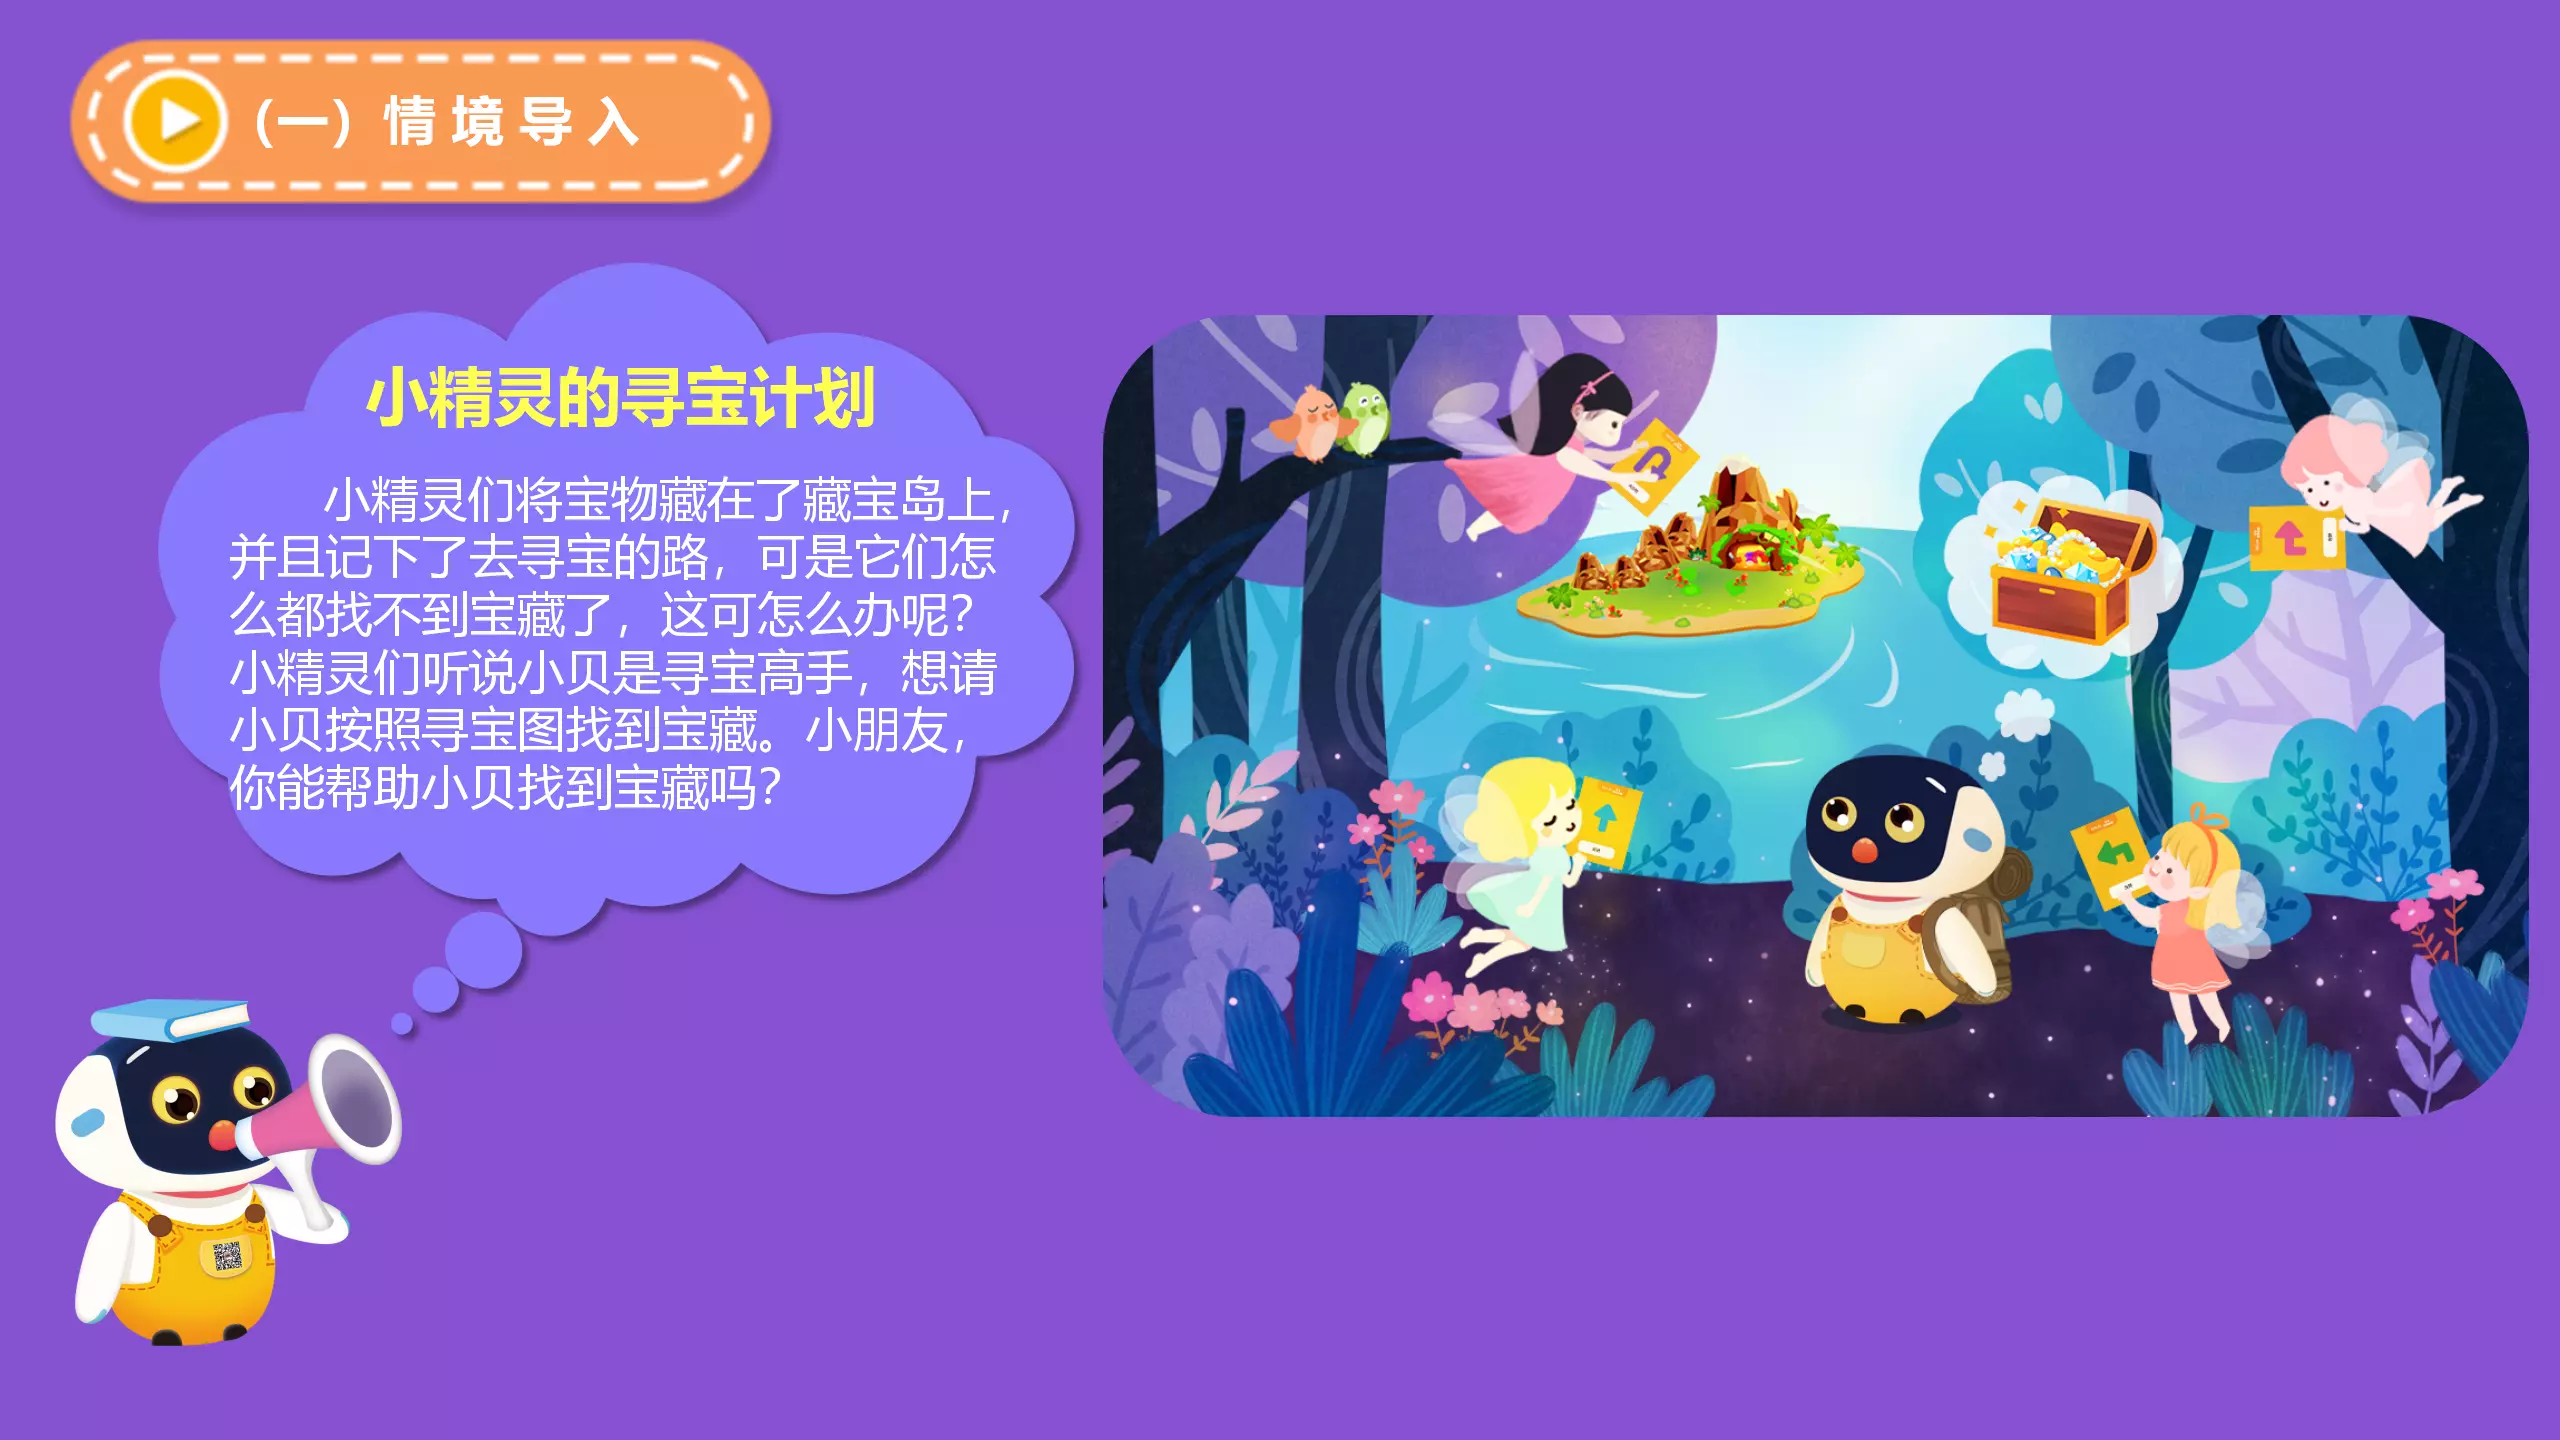 (一) 情境导入
小精灵的寻宝计划
小精灵们将宝物藏在了藏宝岛上，
并且记下了去寻宝的路，可是它们怎
么都找不到宝藏了，这可怎么办呢？
小精灵们听说小贝是寻宝高手，想请
小贝按照寻宝图找到宝藏。小朋友，
你能帮助小贝找到宝藏吗？